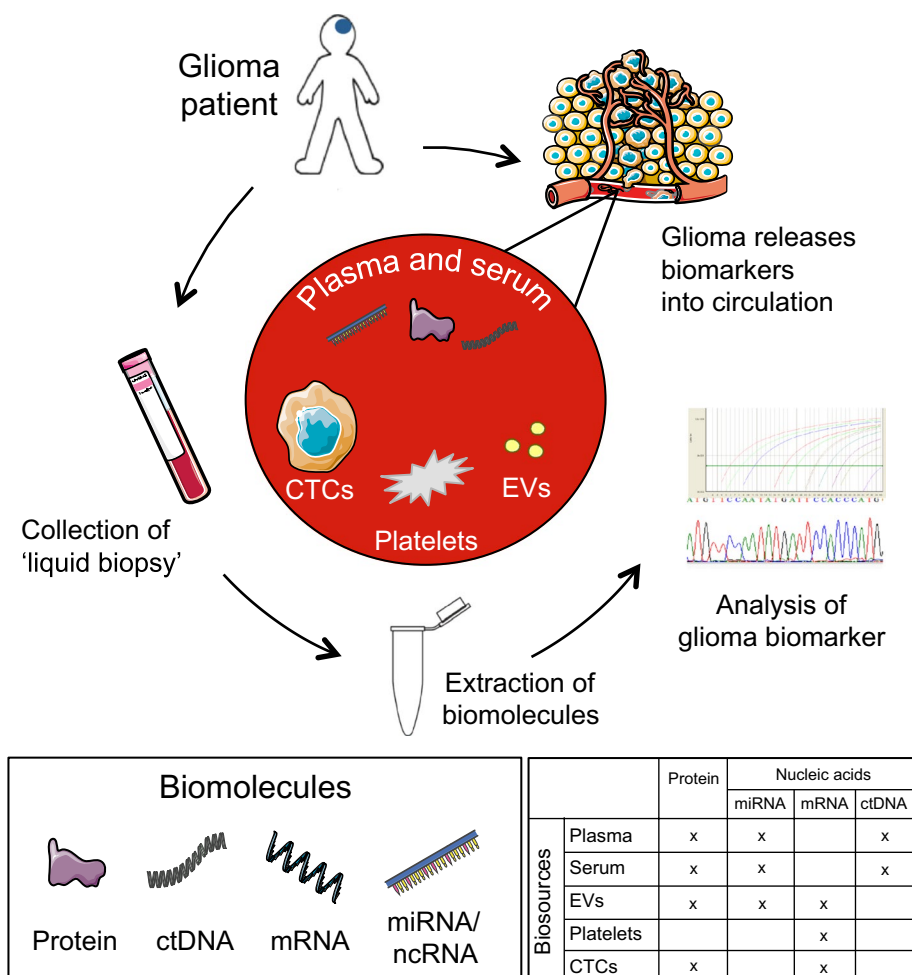 Glioma
patient
Glioma releases
biomarkers
into circulation
Plasma and serum
CTCs
EVs
Platelets
Collection of
‘liquid biopsy’
Extraction of
biomolecules
Analysis of
glioma biomarker
Biomolecules
Protein
ctDNA
mRNA
miRNA/
ncRNA
Protein Nucleic acids
miRNA mRNA ctDNA
Biosources
Plasma x x x
Serum x x x
EVs x x x
Platelets x
CTCs x x